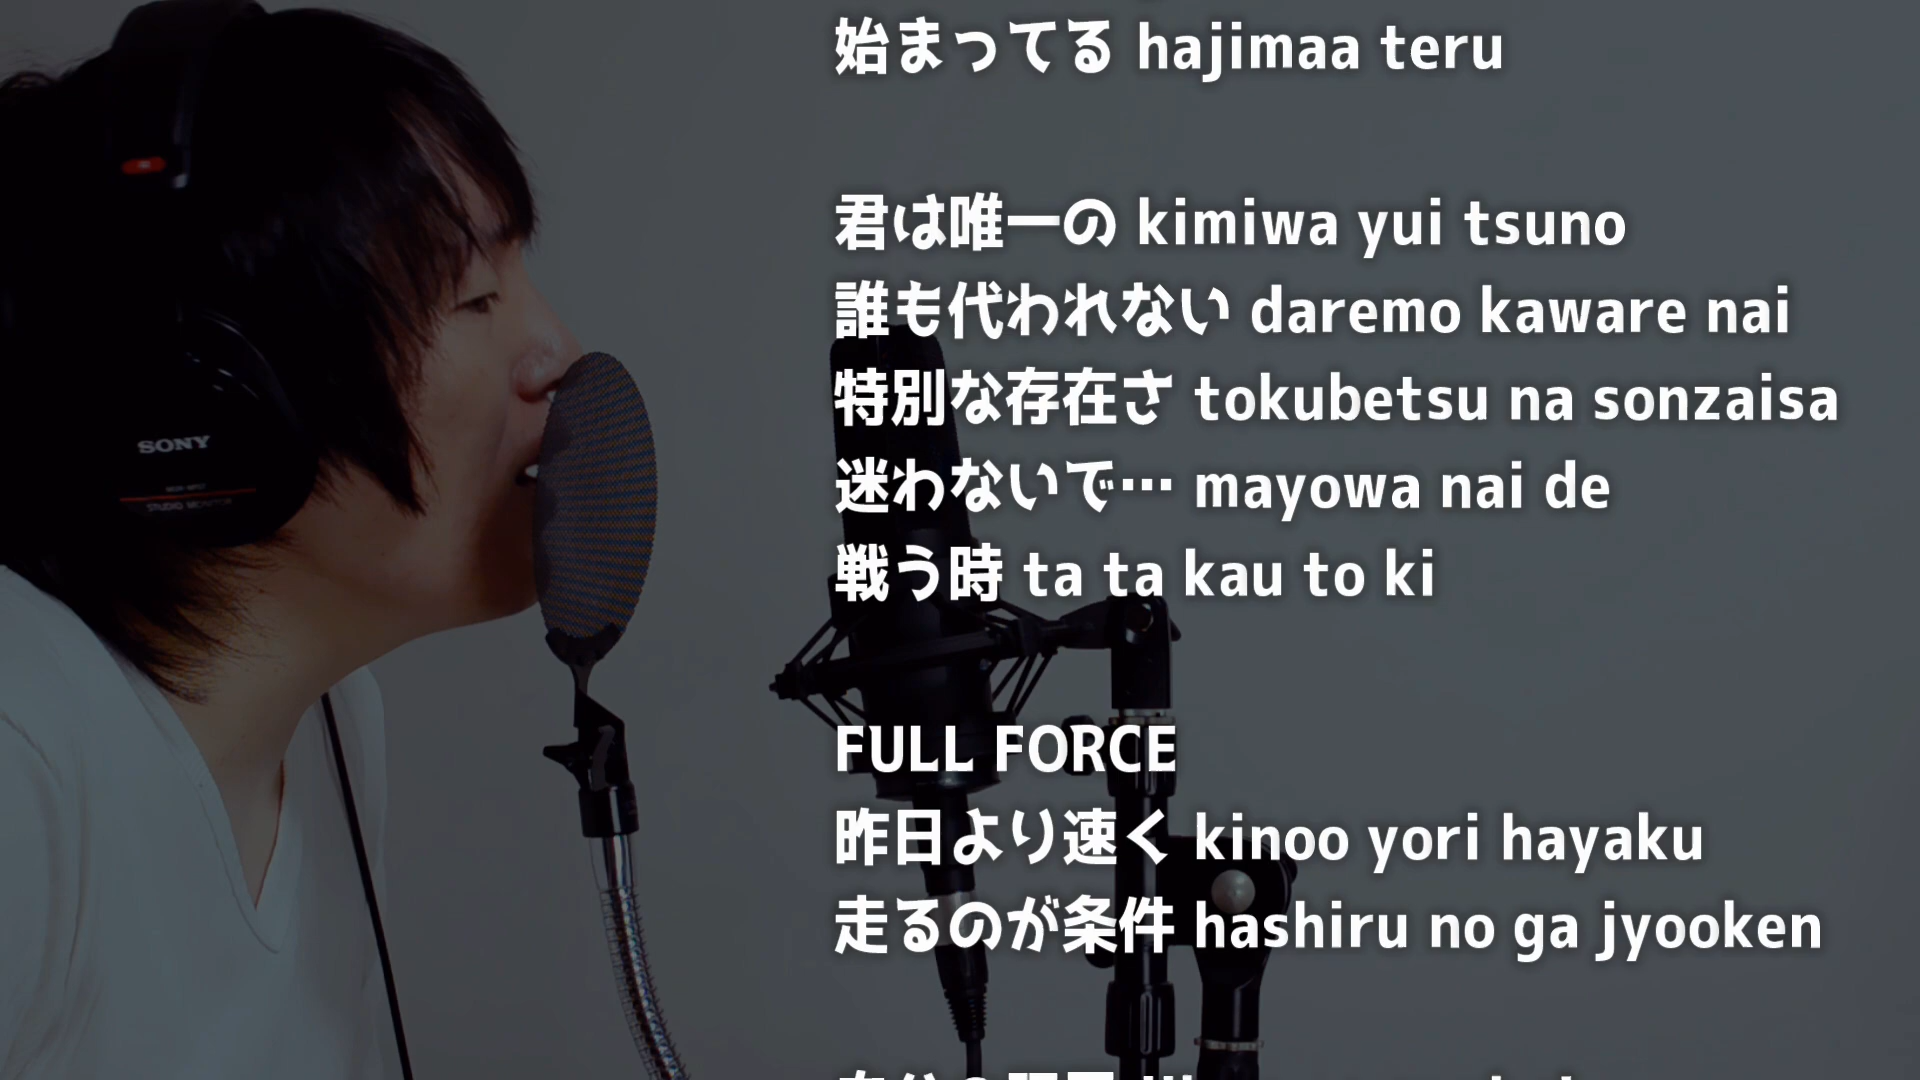 始まってる hajimaa teru
君は唯一の kimiwa yui tsuno
誰も代われない daremo kaware nai
特別な存在さ tokubetsu na sonzaisa
迷わないで… mayowa nai de
戦う時 ta ta kau to ki
FULL FORCE
昨日より速く kinoo yori hayaku
走るのが条件 hashiru no ga jyooken
SONY
STUDIO MONITOR